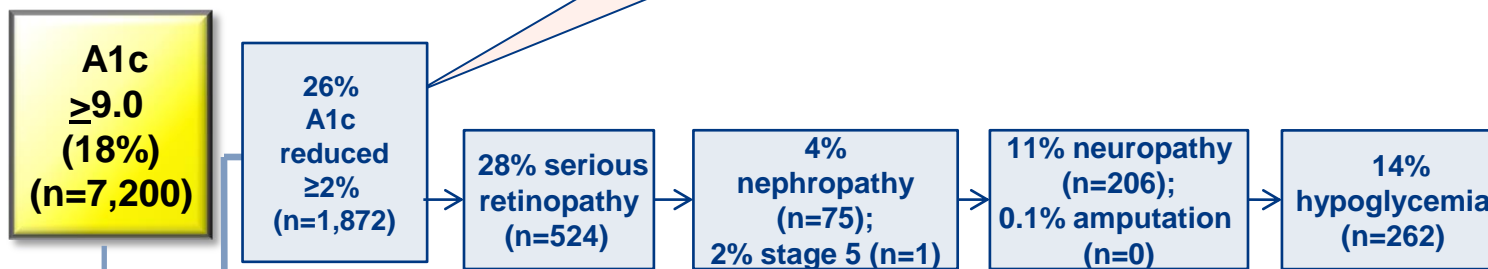 A1c
≥9.0
(18%)
(n=7,200)
26%
A1c
reduced
≥2%
(n=1,872)
28% serious
retinopathy
(n=524)
4%
nephropathy
(n=75);
2% stage 5 (n=1)
11% neuropathy
(n=206);
0.1% amputation
(n=0)
14%
hypoglycemia
(n=262)